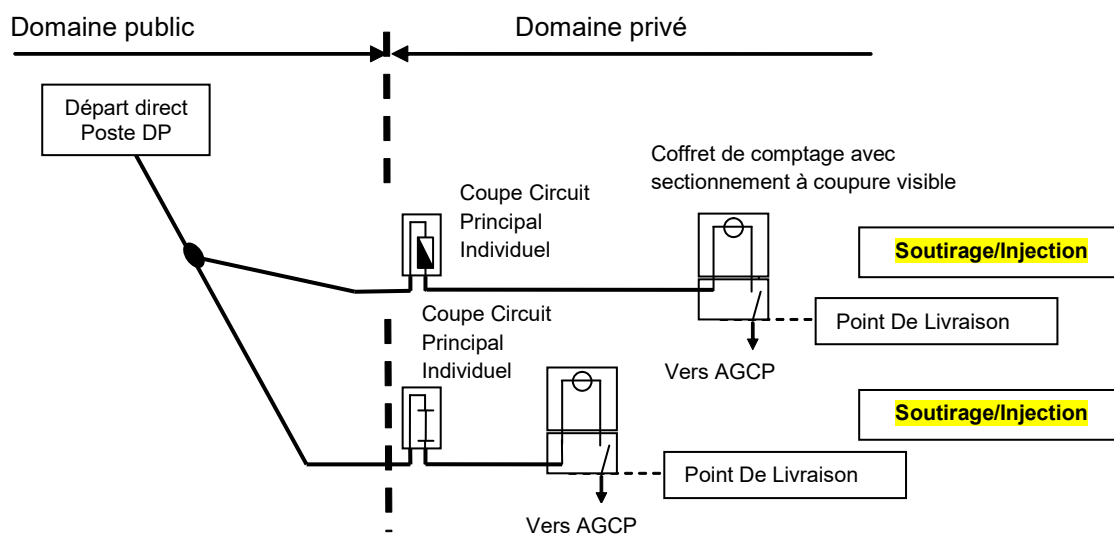 Domaine public
Domaine privé
Départ direct
Poste DP
Coffret de comptage avec
sectionnement à coupure visible
Coupe Circuit
Principal
Individuel
Soutirage/Injection
Point De Livraison
Vers AGCP
Coupe Circuit
Principal
Individuel
Soutirage/Injection
Point De Livraison
Vers AGCP